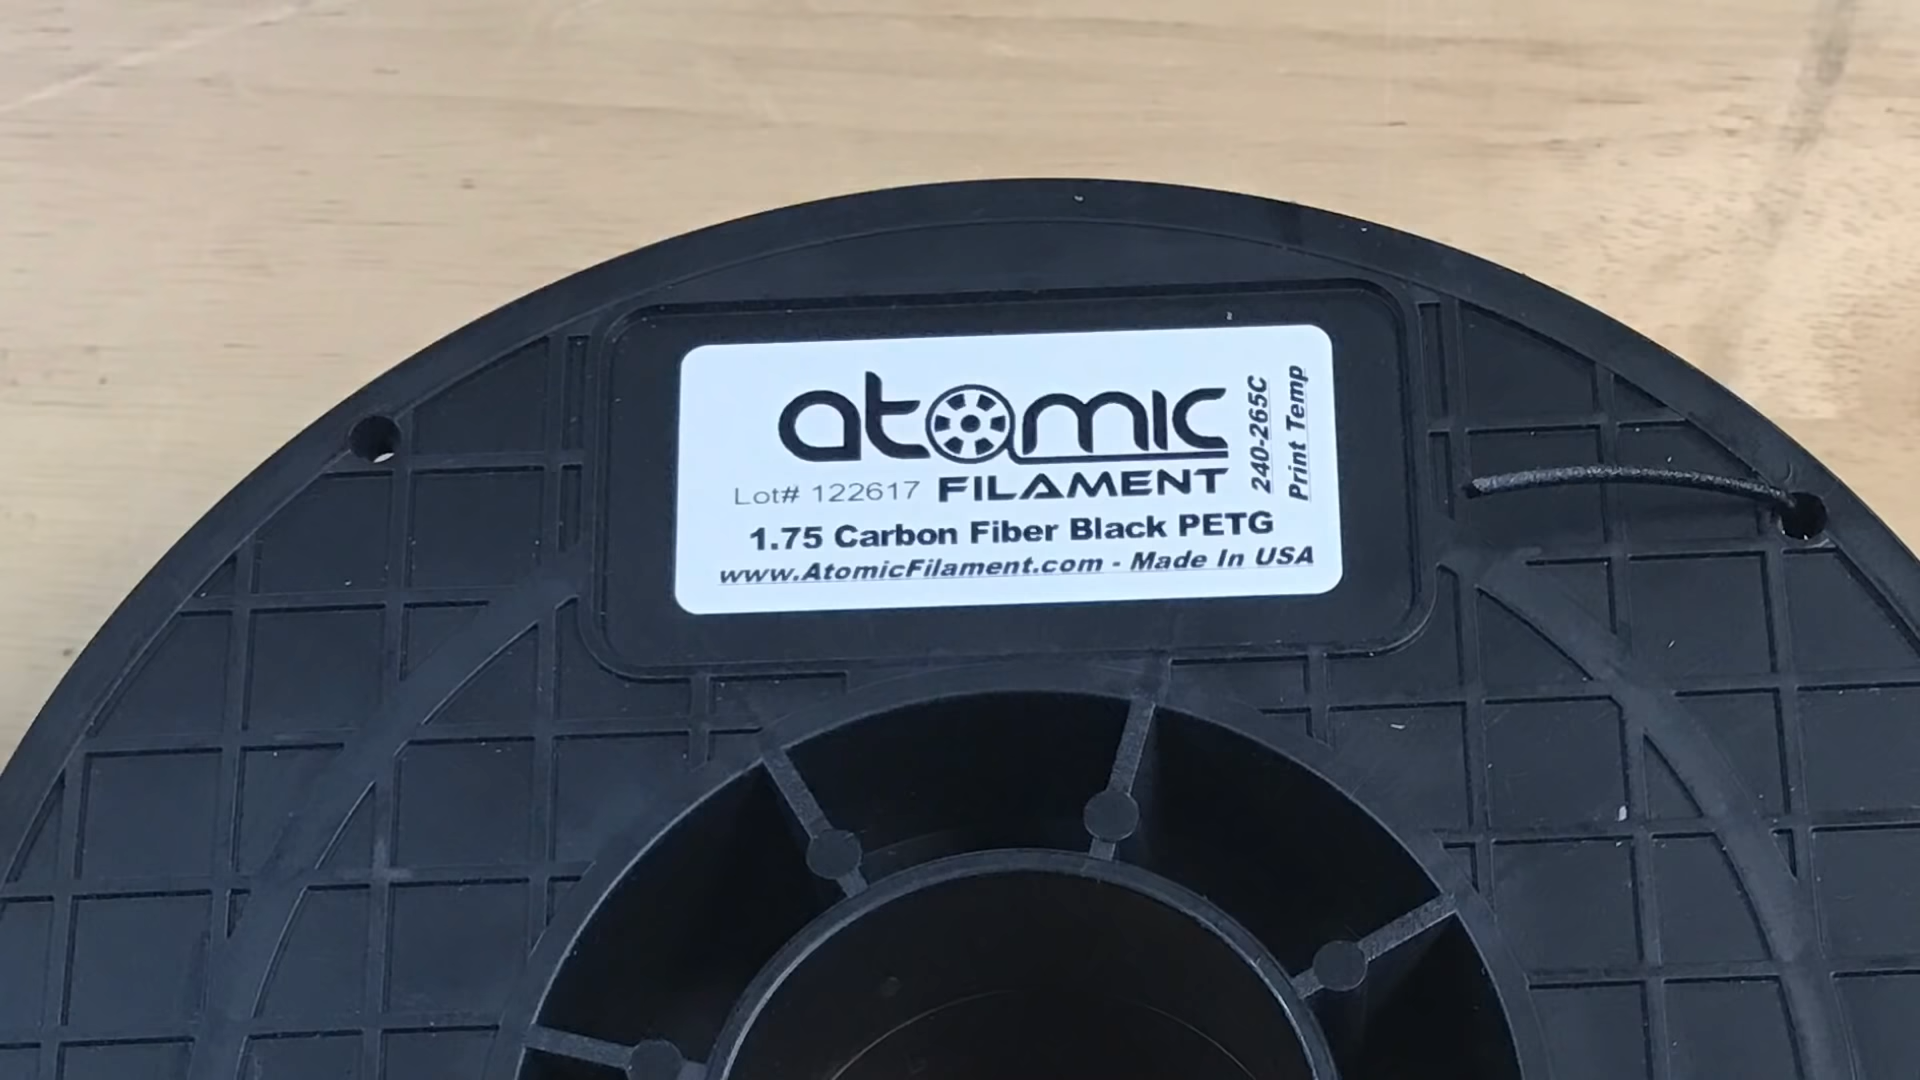 atomic
Lot# 122617 FILAMENT
1.75 Carbon Fiber Black PETG
www.AtomicFilament.com - Made In USA
240-265C
Print Temp